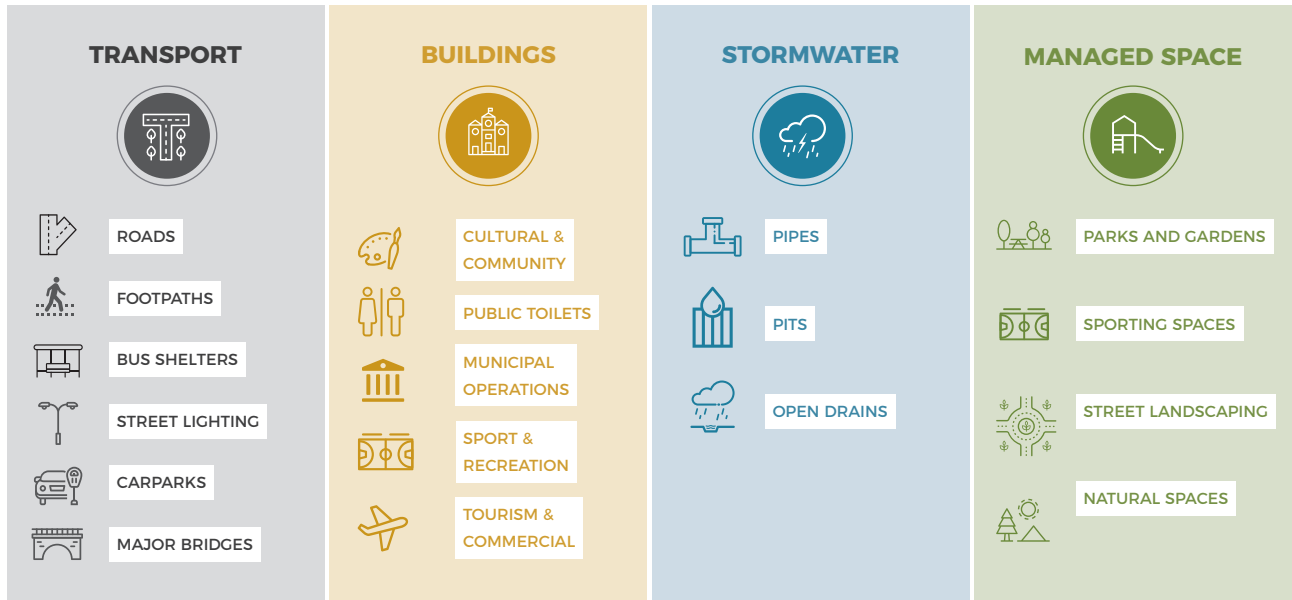 TRANSPORT
ROADS
FOOTPATHS
BUS SHELTERS
STREET LIGHTING
CARPARKS
MAJOR BRIDGES
BUILDINGS
CULTURAL &
COMMUNITY
PUBLIC TOILETS
MUNICIPAL
OPERATIONS
SPORT &
RECREATION
TOURISM &
COMMERCIAL
STORMWATER
PIPES
PITS
OPEN DRAINS
MANAGED SPACE
PARKS AND GARDENS
SPORTING SPACES
STREET LANDSCAPING
NATURAL SPACES